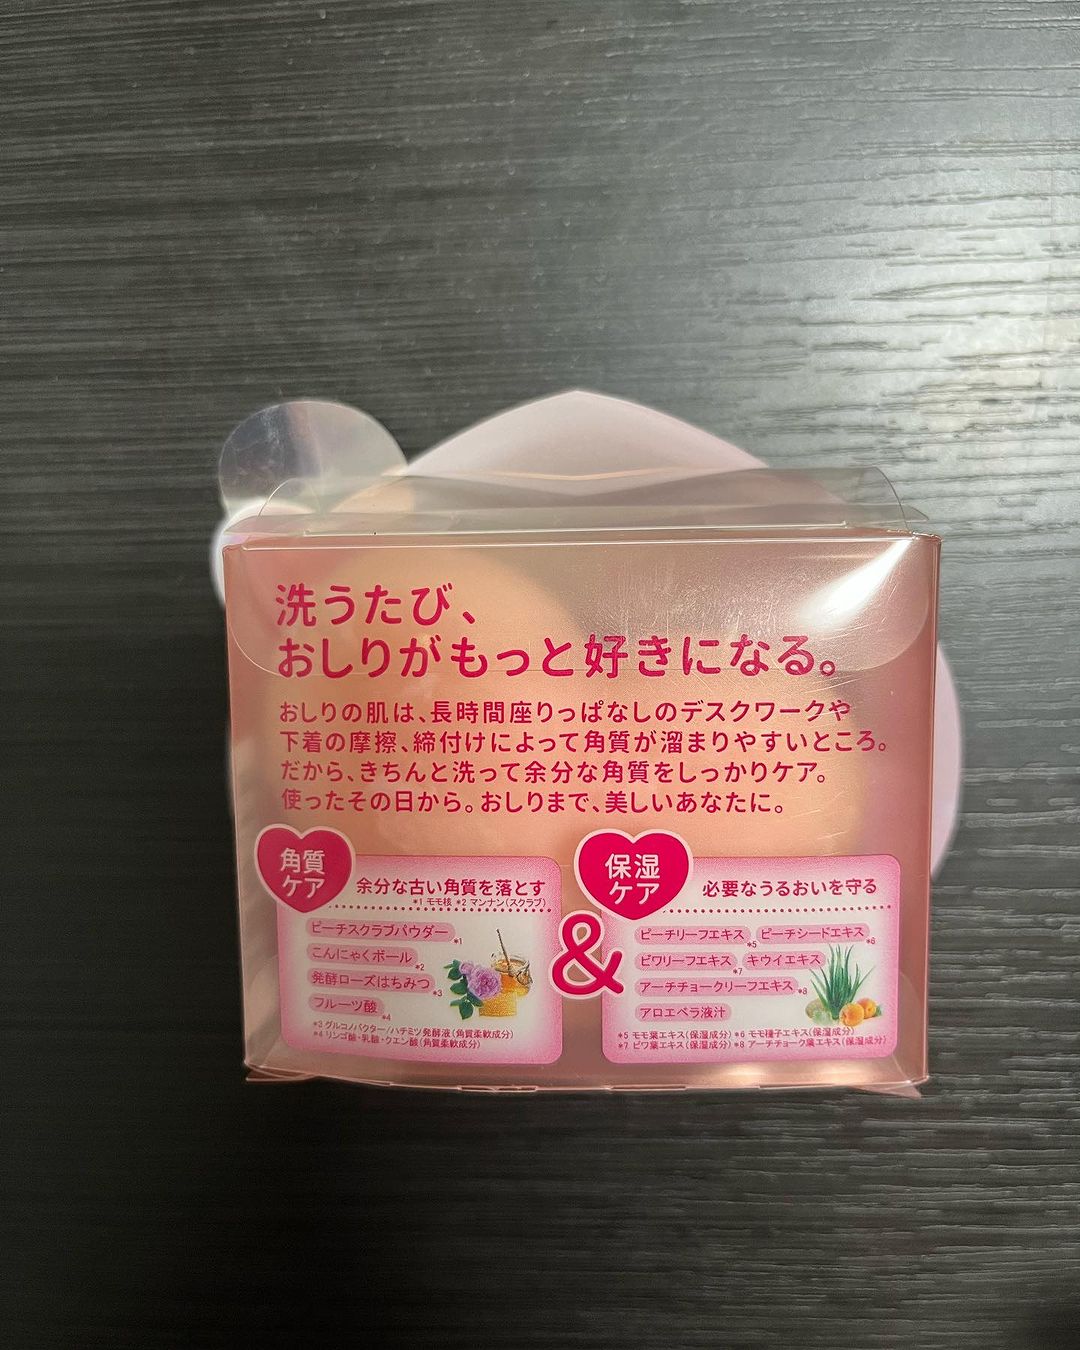 洗うたび、
おしりがもっと好きになる。
おしりの肌は、長時間座りっぱなしのデスクワークや
下着の摩擦、締付けによって角質が溜まりやすいところ。
だから、きちんと洗って余分な角質をしっかりケア。
使ったその日から。おしりまで、美しいあなたに。
角質
ケア
余分な古い角質を落とす
*1 モモ核 *2 マンナン(スクラブ)
ピーチスクラブパウダー*1
こんにゃくボール*2
発酵ローズはちみつ*3
フルーツ酸*4
*3 グルコノバクター/ハチミツ発酵液(角質柔軟成分)
*4 リンゴ酸・乳酸・クエン酸(角質柔軟成分)
&
保湿
ケア
必要なうるおいを守る
ピーチリーフエキス*5 ピーチシードエキス*6
ビワリーフエキス*7 キウイエキス
アーチチョークリーフエキス*8
アロエベラ液汁
*5 モモ葉エキス(保湿成分) *6 モモ種子エキス(保湿成分)
*7 ビワ葉エキス(保湿成分) *8 アーチチョーク葉エキス(保湿成分)